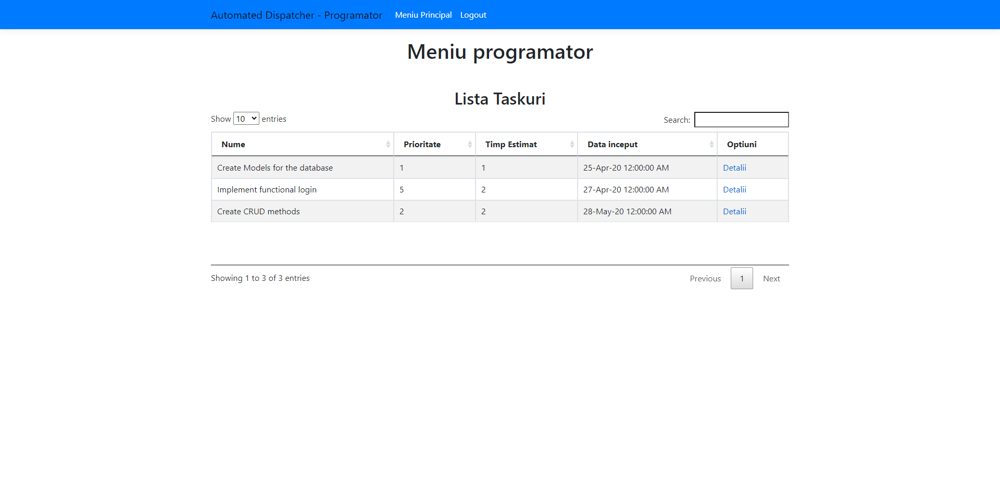 Automated Dispatcher - Programator Meniu Principal Logout
Meniu programator
Lista Taskuri
Show 10 entries Search:
Nume Prioritate Timp Estimat Data inceput Optiuni
Create Models for the database 1 1 25-Apr-20 12:00:00 AM Detalii
Implement functional login 5 2 27-Apr-20 12:00:00 AM Detalii
Create CRUD methods 2 2 28-May-20 12:00:00 AM Detalii
Showing 1 to 3 of 3 entries Previous 1 Next